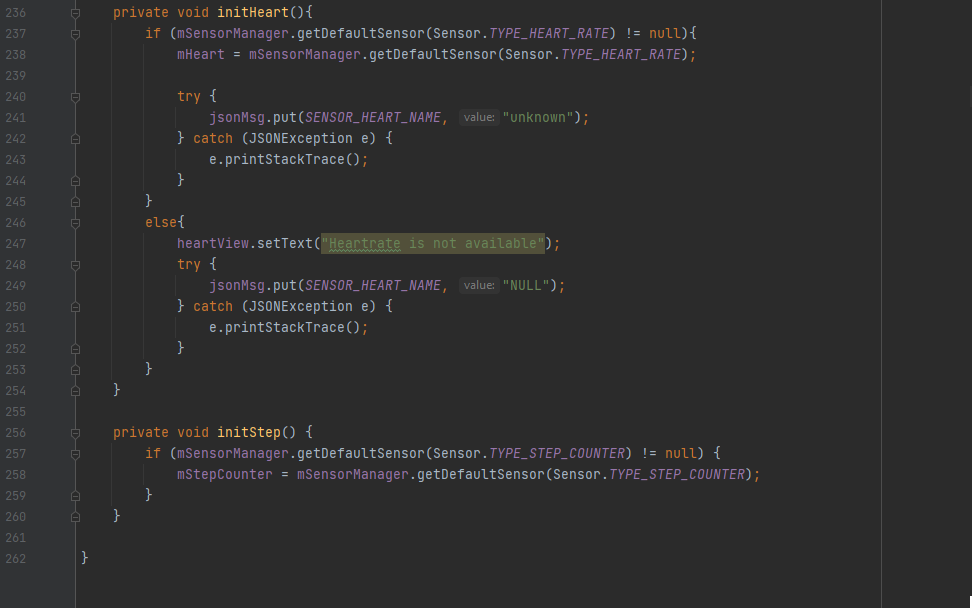 236 private void initHeart(){
237 if (mSensorManager.getDefaultSensor(Sensor.TYPE_HEART_RATE) != null){
238 mHeart = mSensorManager.getDefaultSensor(Sensor.TYPE_HEART_RATE);
239
240 try {
241 jsonMsg.put(SENSOR_HEART_NAME, value: "unknown");
242 } catch (JSONException e) {
243 e.printStackTrace();
244 }
245 }
246 else{
247 heartView.setText("Heartrate is not available");
248 try {
249 jsonMsg.put(SENSOR_HEART_NAME, value: "NULL");
250 } catch (JSONException e) {
251 e.printStackTrace();
252 }
253 }
254 }
255
256 private void initStep() {
257 if (mSensorManager.getDefaultSensor(Sensor.TYPE_STEP_COUNTER) != null) {
258 mStepCounter = mSensorManager.getDefaultSensor(Sensor.TYPE_STEP_COUNTER);
259 }
260 }
261
262 }